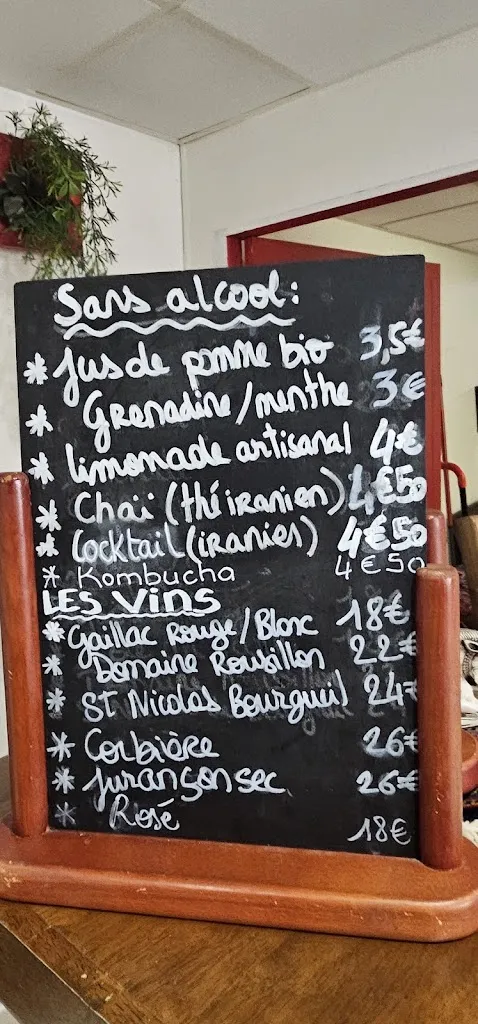 Sans alcool:
* Jus de pomme bio 3,5€
* Grenadine/menthe 3€
* limonade artisanal 4€
* Chaï (thé iranien) 4€50
* Cocktail (iranies) 4€50
* Kombucha 4€50
LES ViNS
* Gaillac Rouge/Blanc 18€
* Domaine Rousillon 22€
* ST Nicolas Bourgueil 24€
* Corbière 26€
* Jurançon sec 26€
* Rosé 18€